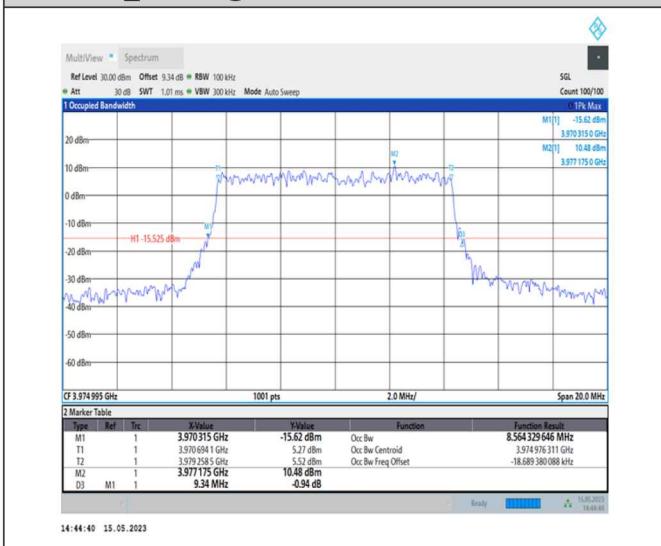 MultiView Spectrum
Ref Level 30.00 dBm Offset 9.34 dB RBW 100 kHz SGL
Att 30 dB SWT 1.01 ms VBW 300 kHz Mode Auto Sweep Count 100/100
1 Occupied Bandwidth 1Pk Max
M1[1] -15.62 dBm
3.970315 0 GHz
20 dBm M2[1] 10.48 dBm
3.977175 0 GHz
M2
10 dBm
T1 T2
0 dBm
-10 dBm
M1
H1 -15.525 dBm D3
-20 dBm
-30 dBm
-40 dBm
-50 dBm
-60 dBm
CF 3.974 995 GHz 1001 pts 2.0 MHz/ Span 20.0 MHz
2 Marker Table
Type Ref Trc X-Value Y-Value Function Function Result
M1 1 3.970315 GHz -15.62 dBm Occ Bw 8.564 329 646 MHz
T1 1 3.970 694 1 GHz 5.27 dBm Occ Bw Centroid 3.974 976 311 GHz
T2 1 3.979 258 5 GHz 5.52 dBm Occ Bw Freq Offset -18.689 380 088 kHz
M2 1 3.977175 GHz 10.48 dBm
D3 M1 1 9.34 MHz -0.94 dB
Ready 15.05.2023
14:44:40
14:44:40 15.05.2023